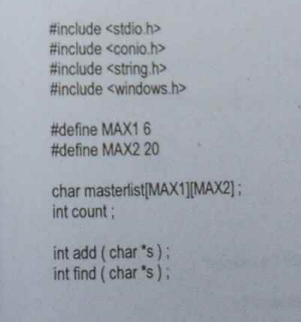 #include <stdio.h>
#include <conio.h>
#include <string.h>
#include <windows.h>
#define MAX1 6
#define MAX2 20
char masterlist[MAX1][MAX2] ;
int count ;
int add ( char *s ) ;
int find ( char *s ) ;